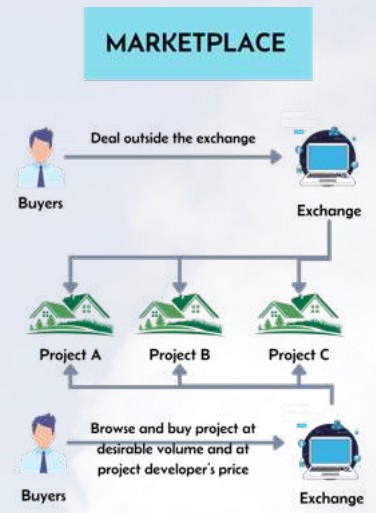 MARKETPLACE
Deal outside the exchange
Buyers
Exchange
Project A
Project B
Project C
Browse and buy project at
desirable volume and at
project developer's price
Buyers
Exchange